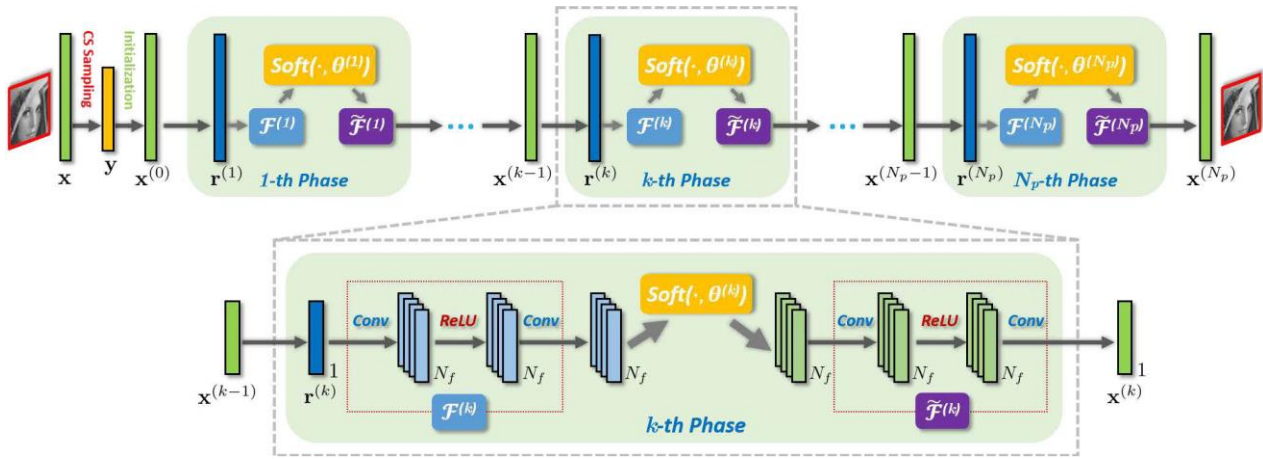 CS Sampling
Initialization
Soft(·, θ⁽¹⁾)
ℱ⁽¹⁾
ℱ̃⁽¹⁾
x
y
x⁽⁰⁾
r⁽¹⁾
1-th Phase
...
x⁽ᵏ⁻¹⁾
Soft(·, θ⁽ᵏ⁾)
ℱ⁽ᵏ⁾
ℱ̃⁽ᵏ⁾
r⁽ᵏ⁾
k-th Phase
...
x^(N_p−1)
Soft(·, θ^(N_p))
ℱ^(N_p)
ℱ̃^(N_p)
r^(N_p)
N_p-th Phase
x^(N_p)
x⁽ᵏ⁻¹⁾
r⁽ᵏ⁾
1
Conv
N_f
ReLU
N_f
Conv
N_f
ℱ⁽ᵏ⁾
Soft(·, θ⁽ᵏ⁾)
N_f
Conv
N_f
ReLU
N_f
Conv
ℱ̃⁽ᵏ⁾
1
x⁽ᵏ⁾
k-th Phase